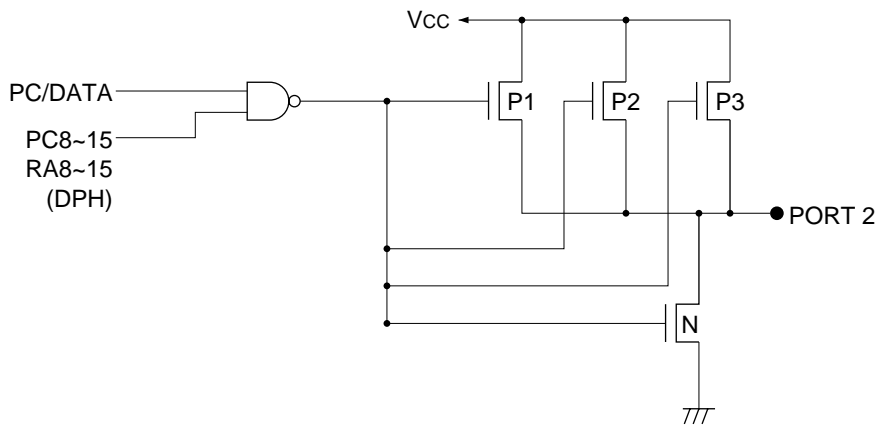 VCC
PC/DATA
P1
P2
P3
PC8~15
RA8~15
(DPH)
PORT 2
N